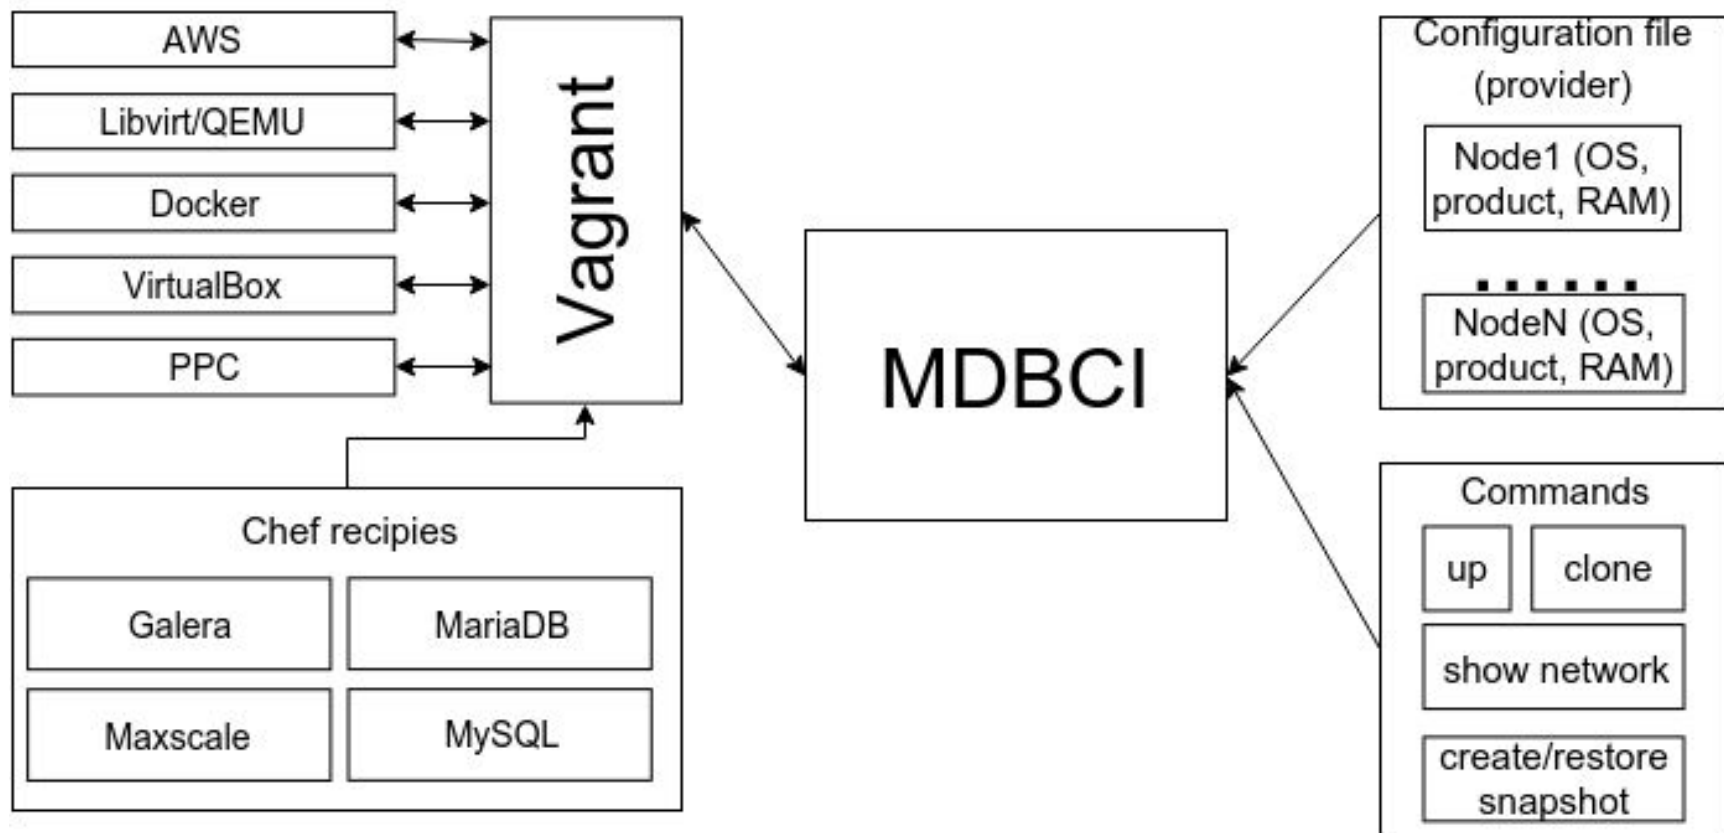 AWS
Libvirt/QEMU
Docker
VirtualBox
PPC
Vagrant
Chef recipies
Galera
MariaDB
Maxscale
MySQL
MDBCI
Configuration file
(provider)
Node1 (OS,
product, RAM)
NodeN (OS,
product, RAM)
Commands
up
clone
show network
create/restore
snapshot